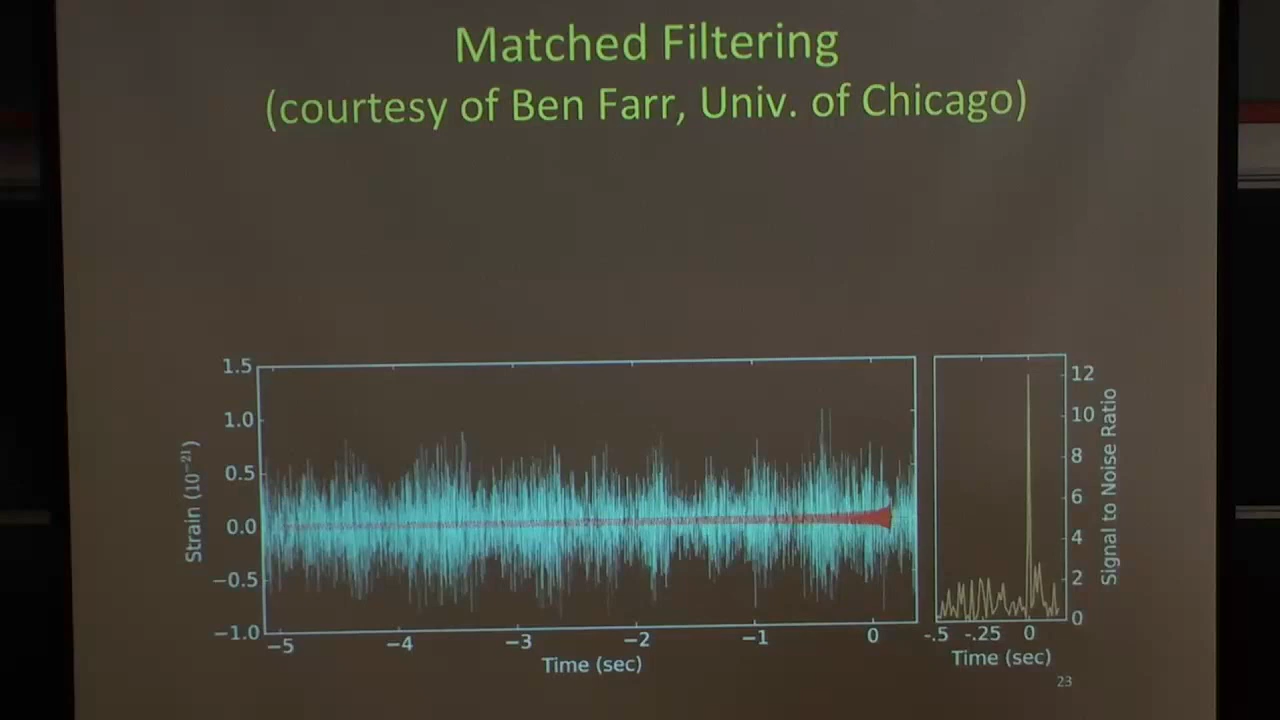 Matched Filtering
(courtesy of Ben Farr, Univ. of Chicago)
1.5
1.0
0.5
0.0
−0.5
−1.0
Strain (10⁻²¹)
−5 −4 −3 −2 −1 0
Time (sec)
12
10
8
6
4
2
0
Signal to Noise Ratio
-.5 -.25 0
Time (sec)
23